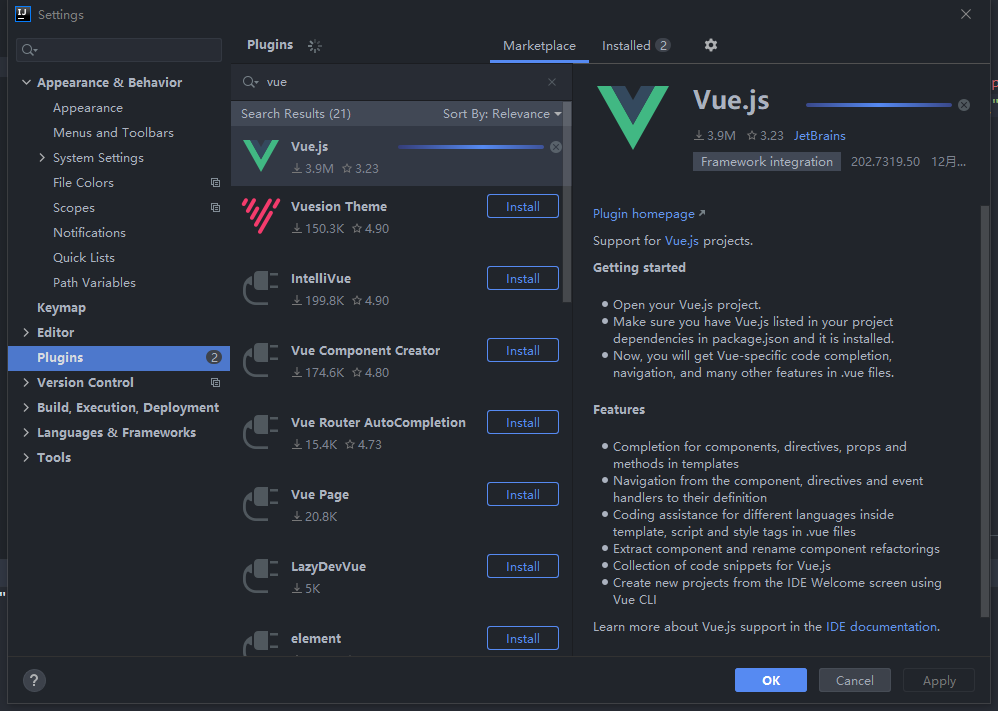 Settings
Plugins
Marketplace
Installed 2
vue
Search Results (21)
Sort By: Relevance
Appearance & Behavior
Appearance
Menus and Toolbars
System Settings
File Colors
Scopes
Notifications
Quick Lists
Path Variables
Keymap
Editor
Plugins 2
Version Control
Build, Execution, Deployment
Languages & Frameworks
Tools
Vue.js
3.9M 3.23
Vuesion Theme
150.3K 4.90
Install
IntelliVue
199.8K 4.90
Install
Vue Component Creator
174.6K 4.80
Install
Vue Router AutoCompletion
15.4K 4.73
Install
Vue Page
20.8K
Install
LazyDevVue
5K
Install
element
Install
Vue.js
3.9M 3.23 JetBrains
Framework integration 202.7319.50 12月...
Plugin homepage
Support for Vue.js projects.
Getting started
Open your Vue.js project.
Make sure you have Vue.js listed in your project
dependencies in package.json and it is installed.
Now, you will get Vue-specific code completion,
navigation, and many other features in .vue files.
Features
Completion for components, directives, props and
methods in templates
Navigation from the component, directives and event
handlers to their definition
Coding assistance for different languages inside
template, script and style tags in .vue files
Extract component and rename component refactorings
Collection of code snippets for Vue.js
Create new projects from the IDE Welcome screen using
Vue CLI
Learn more about Vue.js support in the IDE documentation.
?
OK
Cancel
Apply